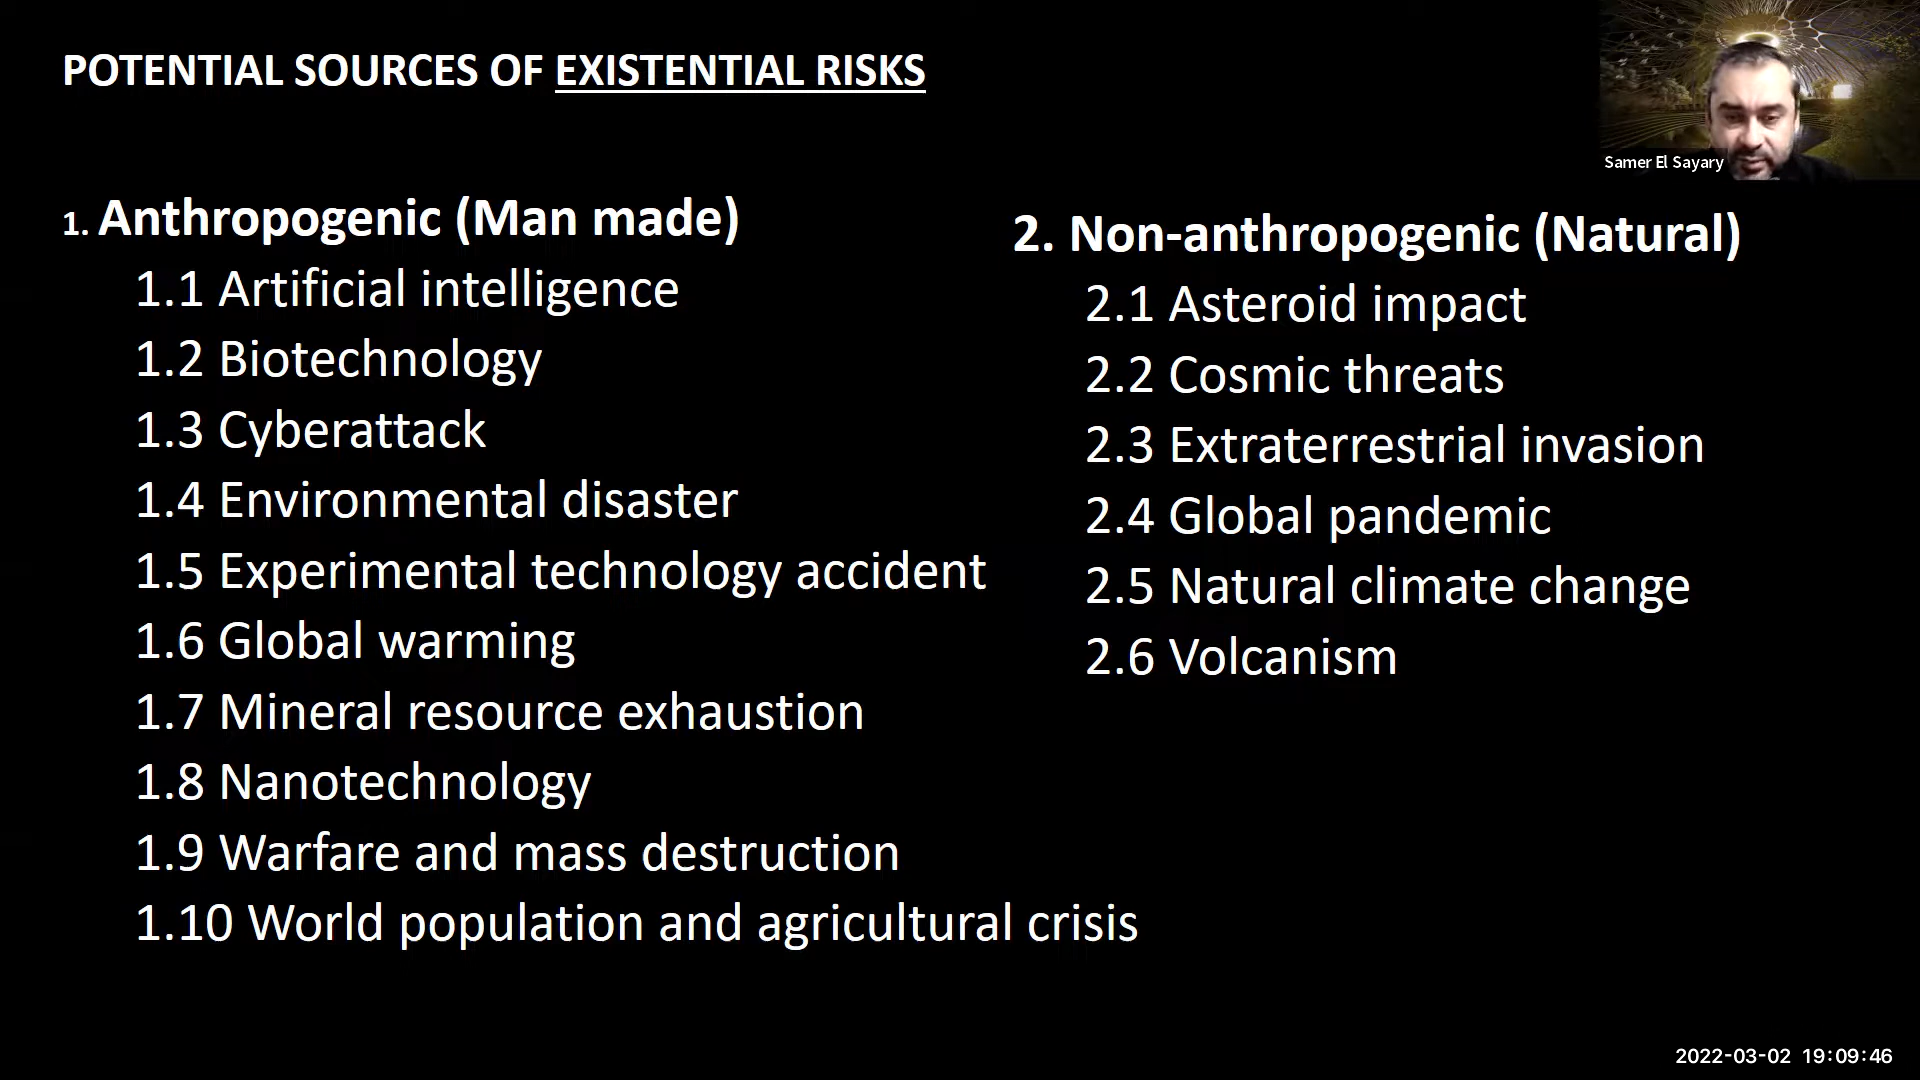 POTENTIAL SOURCES OF EXISTENTIAL RISKS
Samer El Sayary
1. Anthropogenic (Man made)
1.1 Artificial intelligence
1.2 Biotechnology
1.3 Cyberattack
1.4 Environmental disaster
1.5 Experimental technology accident
1.6 Global warming
1.7 Mineral resource exhaustion
1.8 Nanotechnology
1.9 Warfare and mass destruction
1.10 World population and agricultural crisis
2. Non-anthropogenic (Natural)
2.1 Asteroid impact
2.2 Cosmic threats
2.3 Extraterrestrial invasion
2.4 Global pandemic
2.5 Natural climate change
2.6 Volcanism
2022-03-02 19:09:46